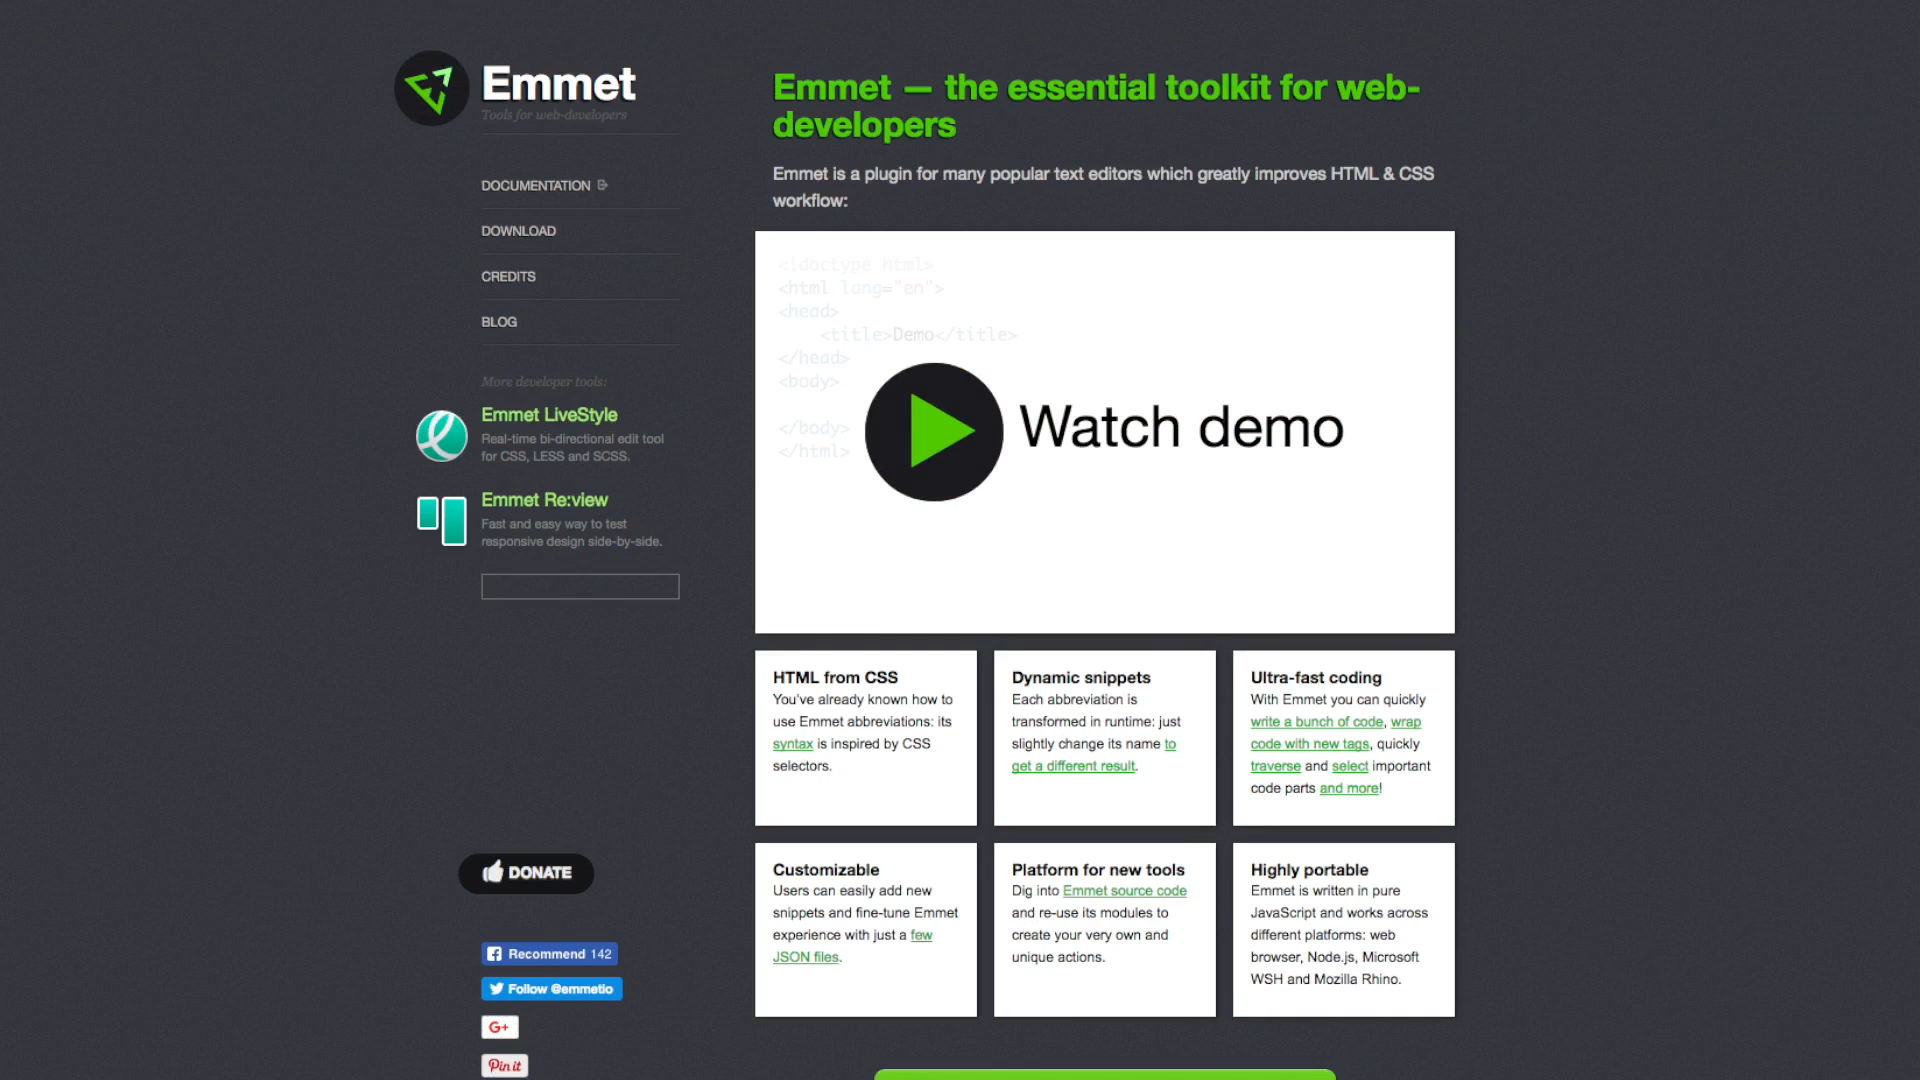 Emmet
Tools for web-developers
DOCUMENTATION
DOWNLOAD
CREDITS
BLOG
More developer tools:
Emmet LiveStyle
Real-time bi-directional edit tool
for CSS, LESS and SCSS.
Emmet Re:view
Fast and easy way to test
responsive design side-by-side.
DONATE
Recommend 142
Follow @emmetio
G+
Pin it
Emmet — the essential toolkit for web-
developers
Emmet is a plugin for many popular text editors which greatly improves HTML & CSS
workflow:
<!doctype html>
<html lang="en">
<head>
<title>Demo</title>
</head>
<body>
</body>
</html>
Watch demo
HTML from CSS
You've already known how to
use Emmet abbreviations: its
syntax is inspired by CSS
selectors.
Dynamic snippets
Each abbreviation is
transformed in runtime: just
slightly change its name to
get a different result.
Ultra-fast coding
With Emmet you can quickly
write a bunch of code, wrap
code with new tags, quickly
traverse and select important
code parts and more!
Customizable
Users can easily add new
snippets and fine-tune Emmet
experience with just a few
JSON files.
Platform for new tools
Dig into Emmet source code
and re-use its modules to
create your very own and
unique actions.
Highly portable
Emmet is written in pure
JavaScript and works across
different platforms: web
browser, Node.js, Microsoft
WSH and Mozilla Rhino.